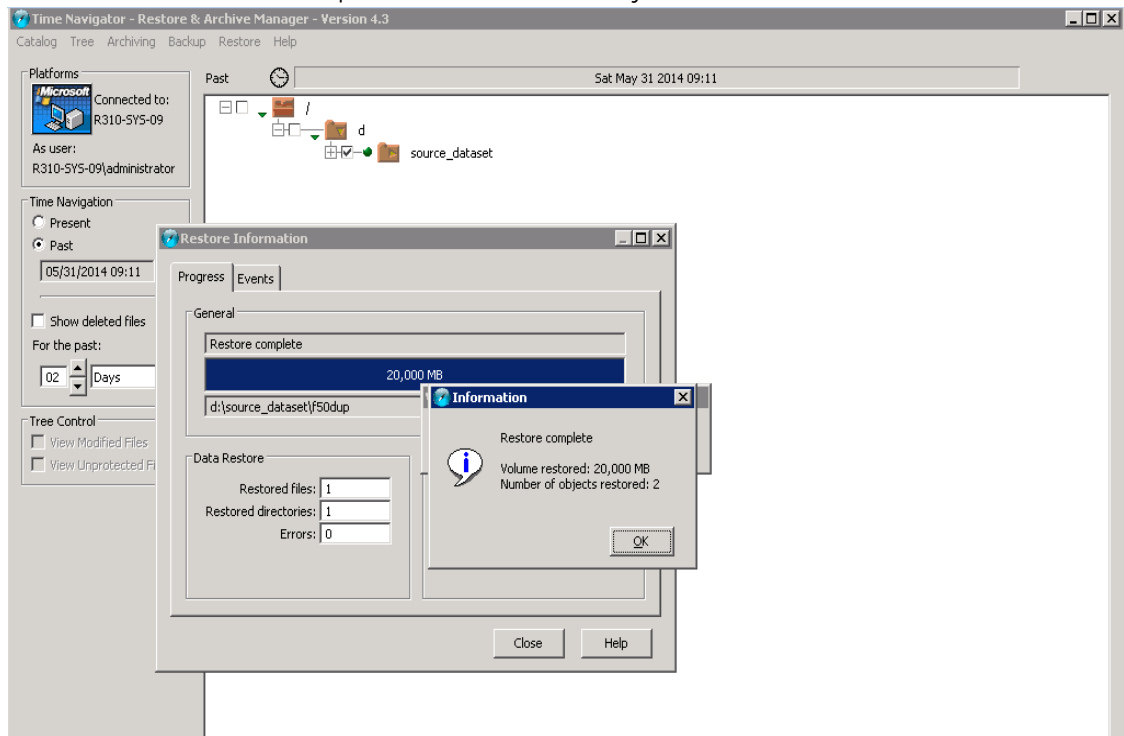 Time Navigator - Restore & Archive Manager - Version 4.3
Catalog Tree Archiving Backup Restore Help
Platforms
Microsoft
Connected to:
R310-SYS-09
As user:
R310-SYS-09\administrator
Past
Sat May 31 2014 09:11
/
d
source_dataset
Time Navigation
Present
Past
05/31/2014 09:11
Show deleted files
For the past:
02 Days
Tree Control
View Modified Files
View Unprotected Fi
Restore Information
Progress Events
General
Restore complete
20,000 MB
d:\source_dataset\f50dup
Data Restore
Restored files: 1
Restored directories: 1
Errors: 0
Close Help
Information
Restore complete
Volume restored: 20,000 MB
Number of objects restored: 2
OK